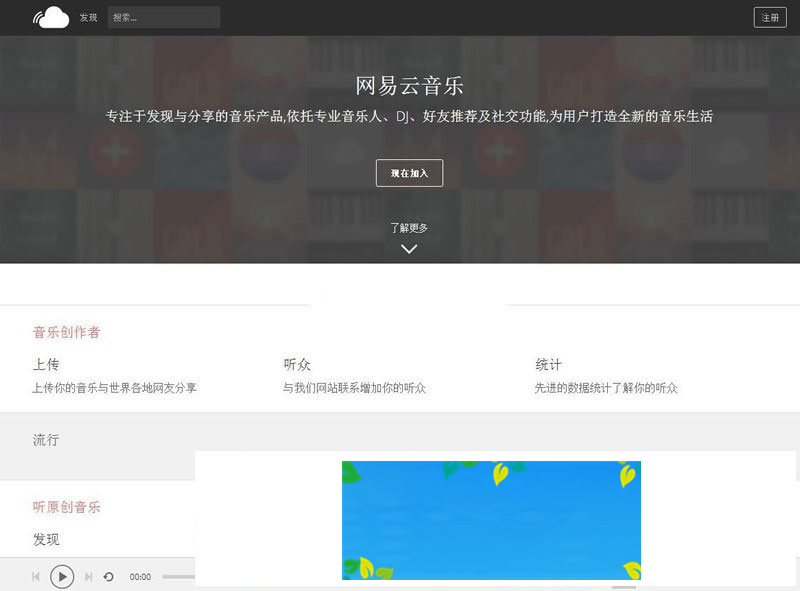 发现
搜索...
注册
网易云音乐
专注于发现与分享的音乐产品,依托专业音乐人、DJ、好友推荐及社交功能,为用户打造全新的音乐生活
现在加入
了解更多
音乐创作者
上传
听众
统计
上传你的音乐与世界各地网友分享
与我们网站联系增加你的听众
先进的数据统计了解你的听众
流行
听原创音乐
发现
00:00